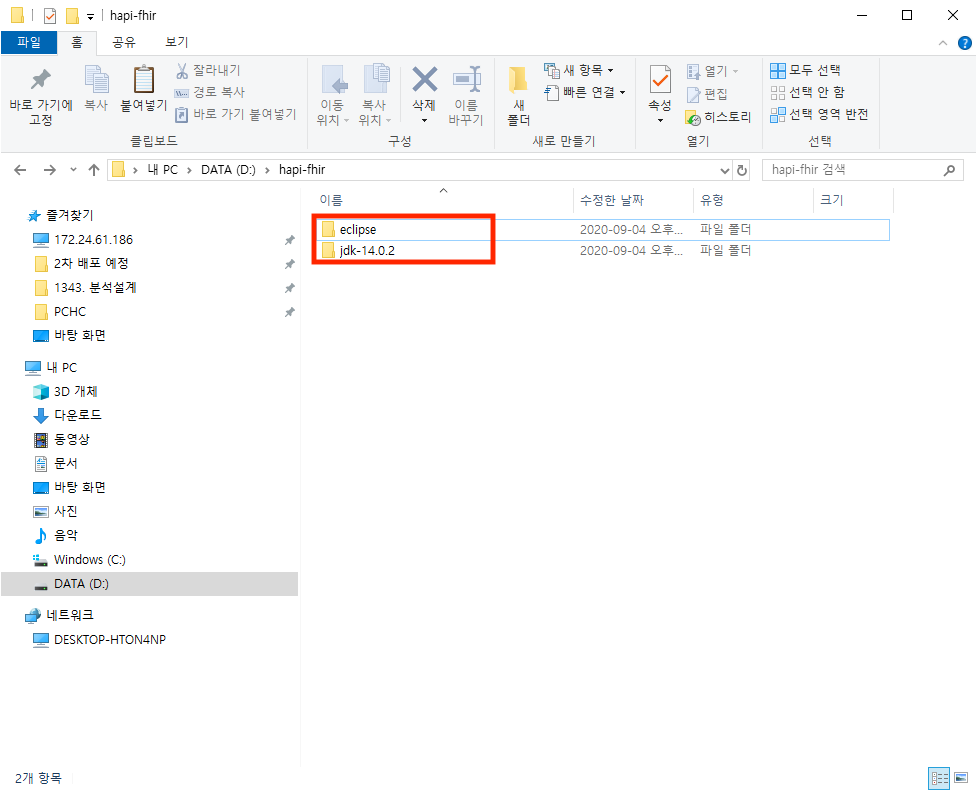 hapi-fhir
파일 홈 공유 보기
바로 가기에 고정
복사
붙여넣기
잘라내기
경로 복사
바로 가기 붙여넣기
클립보드
이동 위치
복사 위치
삭제
이름 바꾸기
구성
새 폴더
새 항목
빠른 연결
새로 만들기
속성
열기
편집
히스토리
열기
모두 선택
선택 안 함
선택 영역 반전
선택
내 PC > DATA (D:) > hapi-fhir
hapi-fhir 검색
이름 수정한 날짜 유형 크기
eclipse 2020-09-04 오후... 파일 폴더
jdk-14.0.2 2020-09-04 오후... 파일 폴더
즐겨찾기
172.24.61.186
2차 배포 예정
1343. 분석설계
PCHC
바탕 화면
내 PC
3D 개체
다운로드
동영상
문서
바탕 화면
사진
음악
Windows (C:)
DATA (D:)
네트워크
DESKTOP-HTON4NP
2개 항목